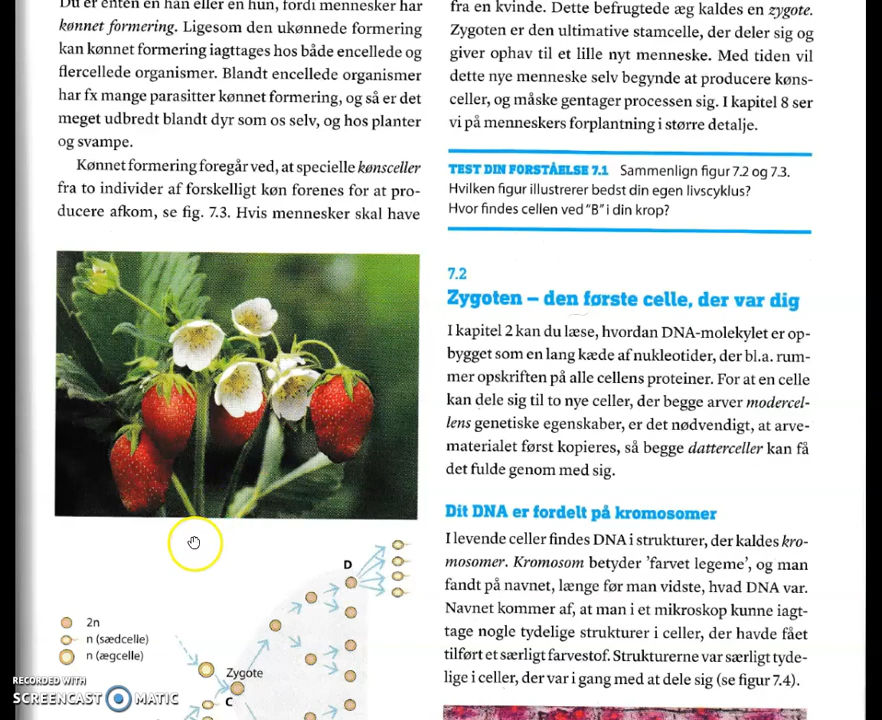 Du er enten en han eller en hun, fordi mennesker har
kønnet formering. Ligesom den ukønnede formering
kan kønnet formering iagttages hos både encellede og
flercellede organismer. Blandt encellede organismer
har fx mange parasitter kønnet formering, og så er det
meget udbredt blandt dyr som os selv, og hos planter
og svampe.
Kønnet formering foregår ved, at specielle kønsceller
fra to individer af forskelligt køn forenes for at pro-
ducere afkom, se fig. 7.3. Hvis mennesker skal have
D
2n
n (sædcelle)
n (ægcelle)
Zygote
C
fra en kvinde. Dette befrugtede æg kaldes en zygote.
Zygoten er den ultimative stamcelle, der deler sig og
giver ophav til et lille nyt menneske. Med tiden vil
dette nye menneske selv begynde at producere køns-
celler, og måske gentager processen sig. I kapitel 8 ser
vi på menneskers forplantning i større detalje.
TEST DIN FORSTÅELSE 7.1 Sammenlign figur 7.2 og 7.3.
Hvilken figur illustrerer bedst din egen livscyklus?
Hvor findes cellen ved "B" i din krop?
7.2
Zygoten – den første celle, der var dig
I kapitel 2 kan du læse, hvordan DNA-molekylet er op-
bygget som en lang kæde af nukleotider, der bl.a. rum-
mer opskriften på alle cellens proteiner. For at en celle
kan dele sig til to nye celler, der begge arver modercel-
lens genetiske egenskaber, er det nødvendigt, at arve-
materialet først kopieres, så begge datterceller kan få
det fulde genom med sig.
Dit DNA er fordelt på kromosomer
I levende celler findes DNA i strukturer, der kaldes kro-
mosomer. Kromosom betyder 'farvet legeme', og man
fandt på navnet, længe før man vidste, hvad DNA var.
Navnet kommer af, at man i et mikroskop kunne iagt-
tage nogle tydelige strukturer i celler, der havde fået
tilført et særligt farvestof. Strukturerne var særligt tyde-
lige i celler, der var i gang med at dele sig (se figur 7.4).
RECORDED WITH
SCREENCAST MATIC